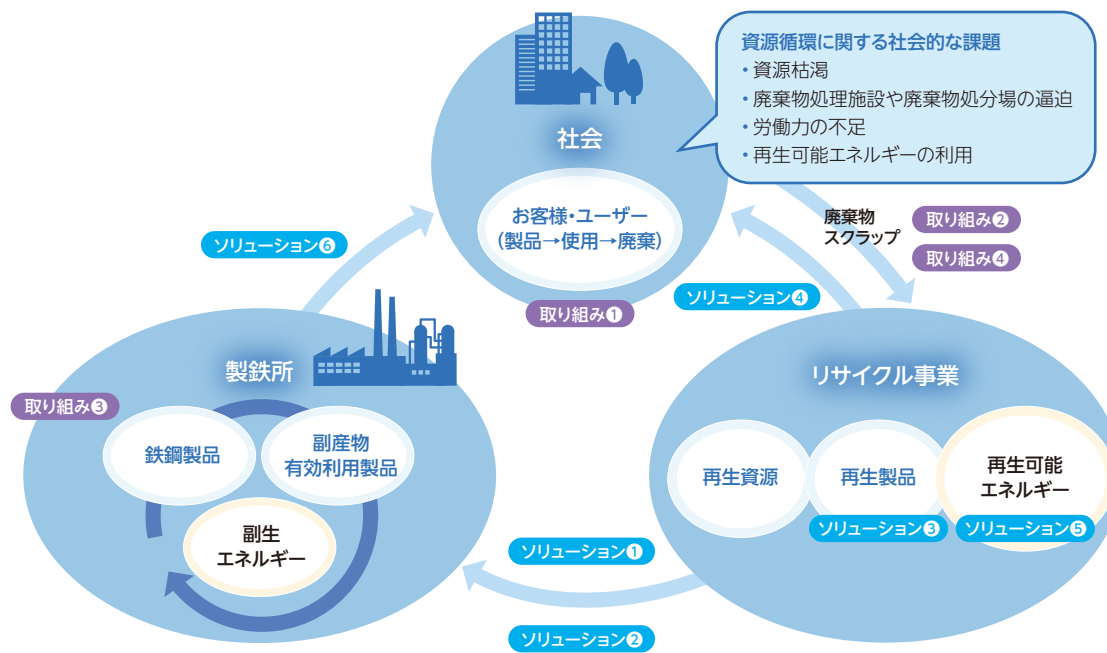 資源循環に関する社会的な課題
・資源枯渇
・廃棄物処理施設や廃棄物処分場の逼迫
・労働力の不足
・再生可能エネルギーの利用
社会
お客様・ユーザー
(製品→使用→廃棄)
取り組み❶
廃棄物
スクラップ
取り組み❷
取り組み❹
ソリューション❻
ソリューション❹
製鉄所
取り組み❸
鉄鋼製品
副産物
有効利用製品
副生
エネルギー
リサイクル事業
再生資源
再生製品
ソリューション❸
再生可能
エネルギー
ソリューション❺
ソリューション❶
ソリューション❷